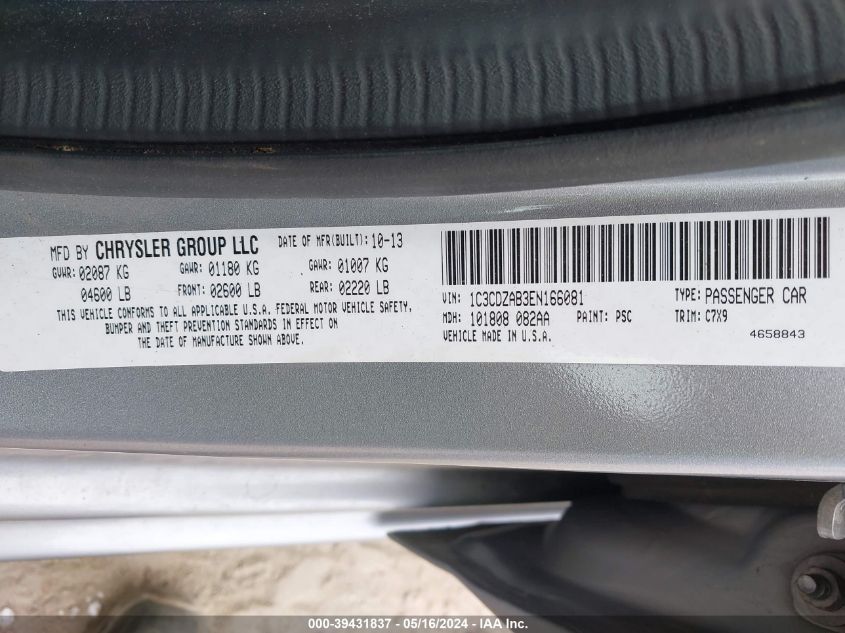 MFD BY CHRYSLER GROUP LLC DATE OF MFR(BUILT): 10-13
GVWR: 02087 KG GAWR: 01180 KG GAWR: 01007 KG
04600 LB FRONT: 02600 LB REAR: 02220 LB
THIS VEHICLE CONFORMS TO ALL APPLICABLE U.S.A. FEDERAL MOTOR VEHICLE SAFETY,
BUMPER AND THEFT PREVENTION STANDARDS IN EFFECT ON
THE DATE OF MANUFACTURE SHOWN ABOVE.
VIN: 1C3CDZAB3EN166081 TYPE: PASSENGER CAR
MDH: 101808 082AA PAINT: PSC TRIM: C7X9
VEHICLE MADE IN U.S.A. 4658843
000-39431837 - 05/16/2024 - IAAI.com